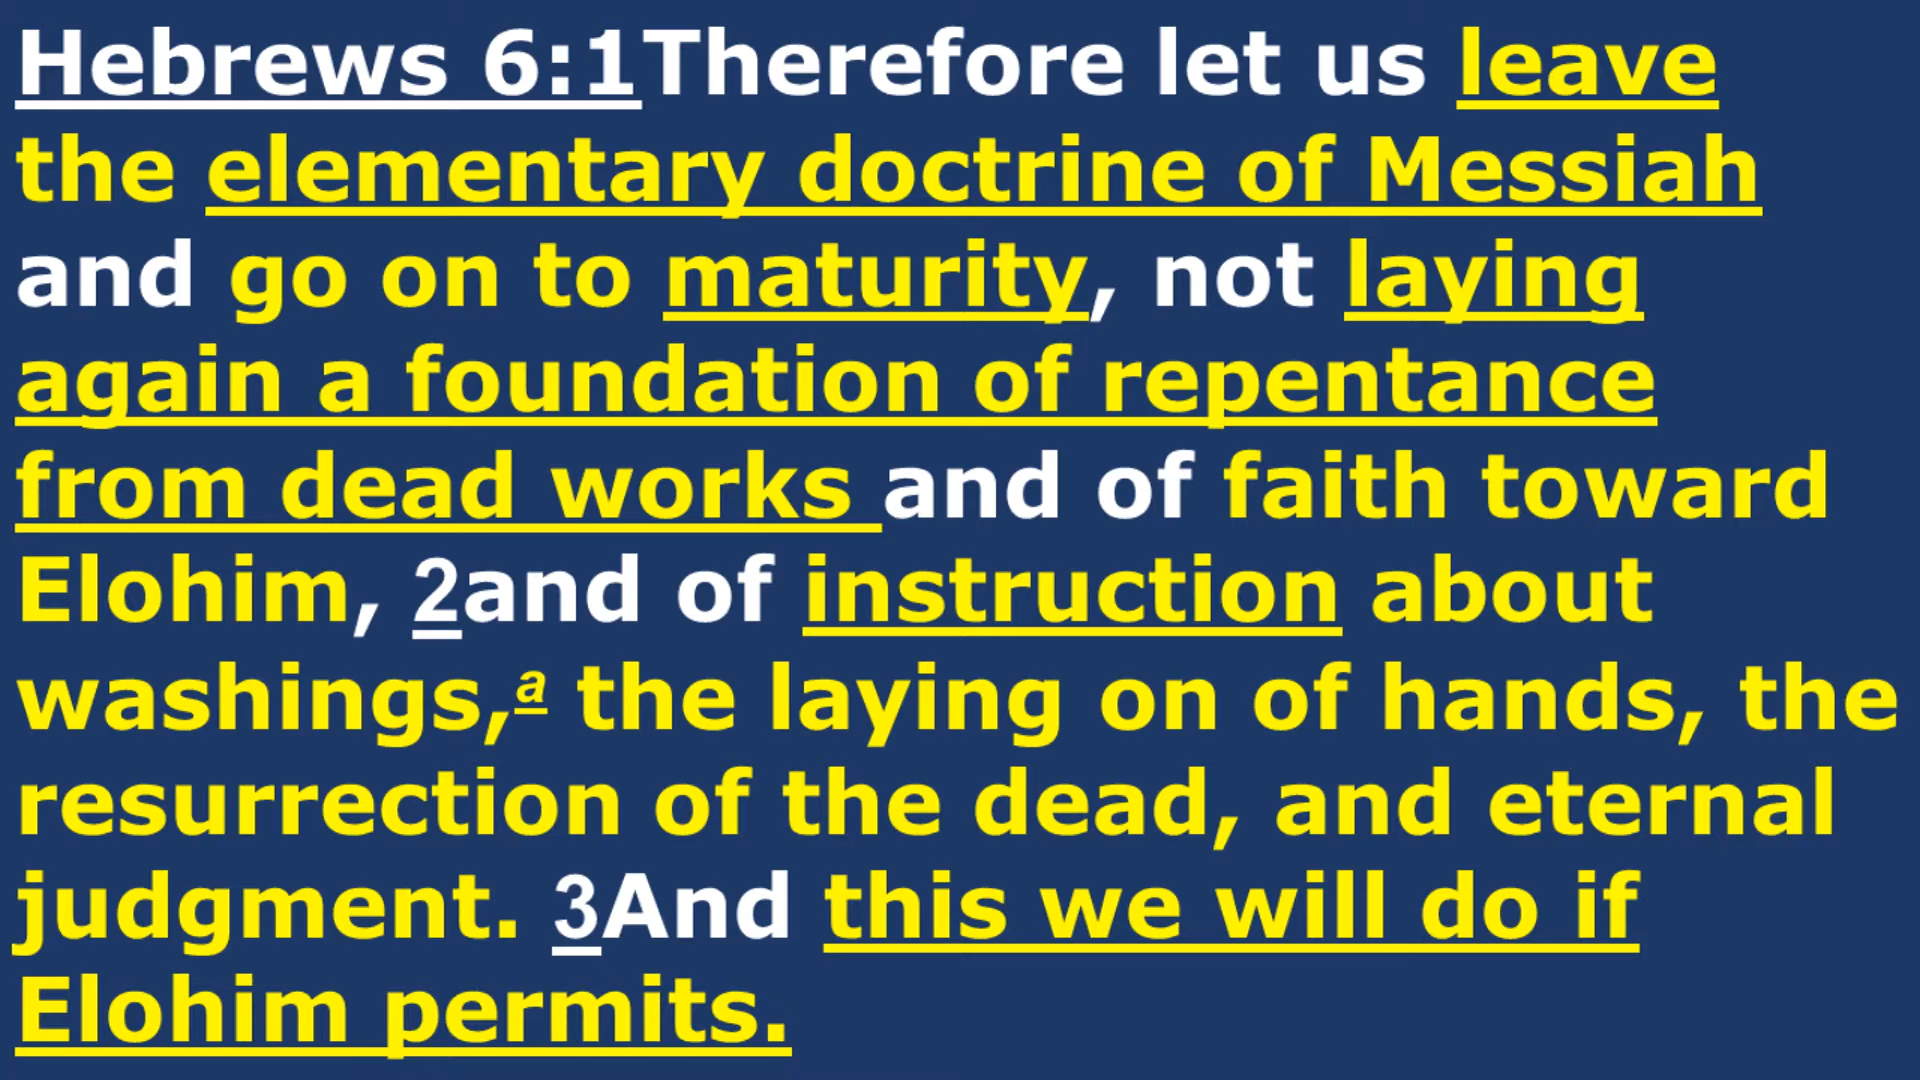 Hebrews 6:1Therefore let us leave
the elementary doctrine of Messiah
and go on to maturity, not laying
again a foundation of repentance
from dead works and of faith toward
Elohim, 2and of instruction about
washings,a the laying on of hands, the
resurrection of the dead, and eternal
judgment. 3And this we will do if
Elohim permits.